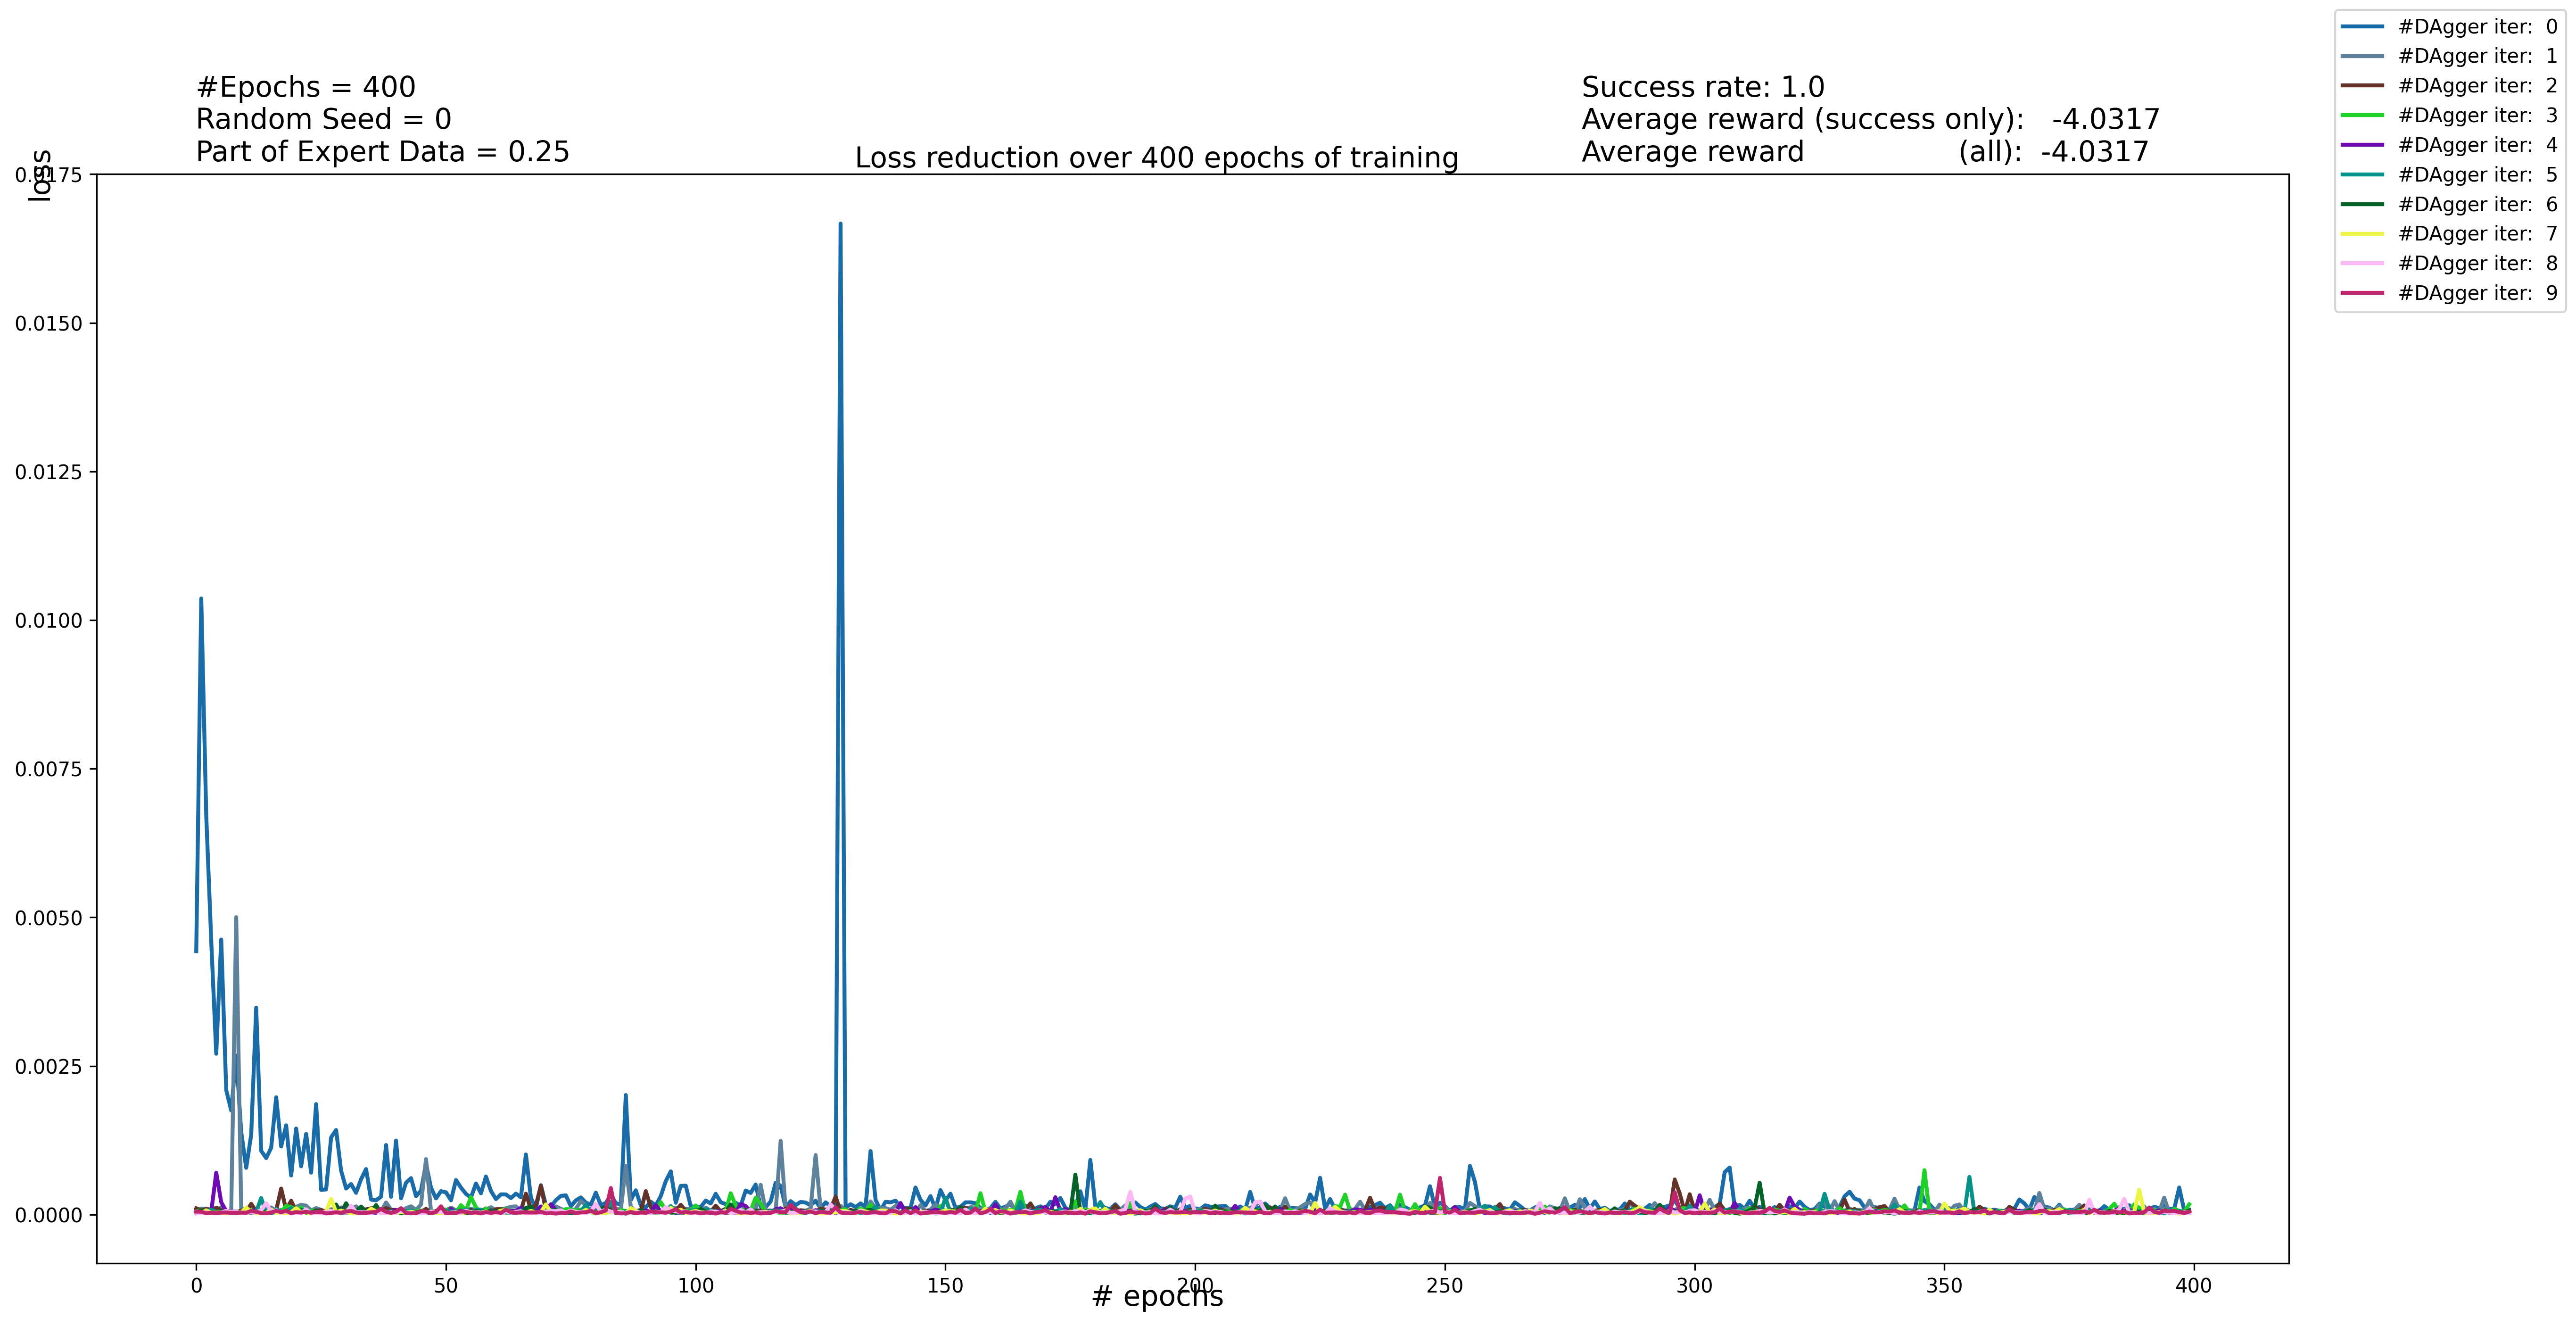 #Epochs = 400
Random Seed = 0
Part of Expert Data = 0.25
Success rate: 1.0
Average reward (success only): -4.0317
Average reward (all): -4.0317
Loss reduction over 400 epochs of training
#DAgger iter: 0
#DAgger iter: 1
#DAgger iter: 2
#DAgger iter: 3
#DAgger iter: 4
#DAgger iter: 5
#DAgger iter: 6
#DAgger iter: 7
#DAgger iter: 8
#DAgger iter: 9
loss
0.0175
0.0150
0.0125
0.0100
0.0075
0.0050
0.0025
0.0000
0 50 100 150 200 250 300 350 400
# epochs